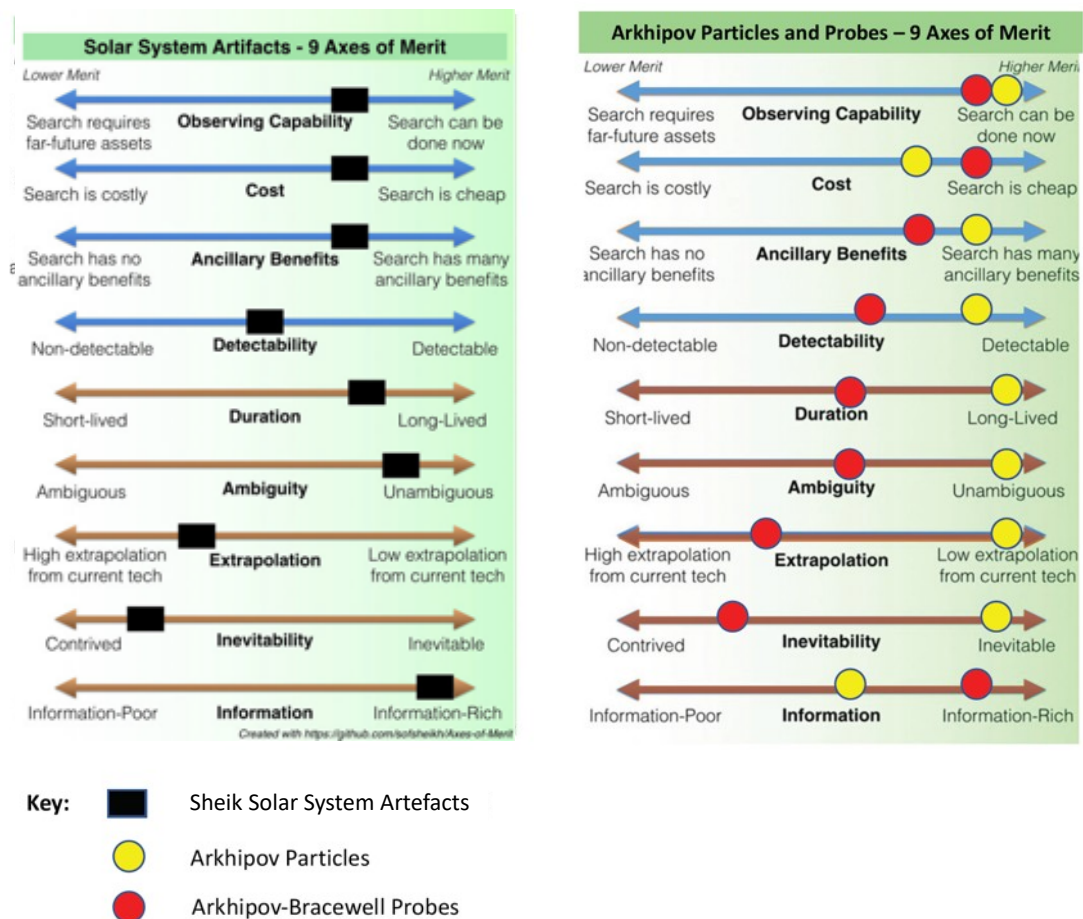 Solar System Artifacts - 9 Axes of Merit
Lower Merit
Higher Merit
Search requires
far-future assets
Observing Capability
Search can be
done now
Search is costly
Cost
Search is cheap
Search has no
ancillary benefits
Ancillary Benefits
Search has many
ancillary benefits
Non-detectable
Detectability
Detectable
Short-lived
Duration
Long-Lived
Ambiguous
Ambiguity
Unambiguous
High extrapolation
from current tech
Extrapolation
Low extrapolation
from current tech
Contrived
Inevitability
Inevitable
Information-Poor
Information
Information-Rich
Created with https://github.com/sofsheikh/Axes-of-Merit
Arkhipov Particles and Probes – 9 Axes of Merit
Lower Merit
Higher Merit
Search requires
far-future assets
Observing Capability
Search can be
done now
Search is costly
Cost
Search is cheap
Search has no
ancillary benefits
Ancillary Benefits
Search has many
ancillary benefits
Non-detectable
Detectability
Detectable
Short-lived
Duration
Long-Lived
Ambiguous
Ambiguity
Unambiguous
High extrapolation
from current tech
Extrapolation
Low extrapolation
from current tech
Contrived
Inevitability
Inevitable
Information-Poor
Information
Information-Rich
Key:
Sheik Solar System Artefacts
Arkhipov Particles
Arkhipov-Bracewell Probes